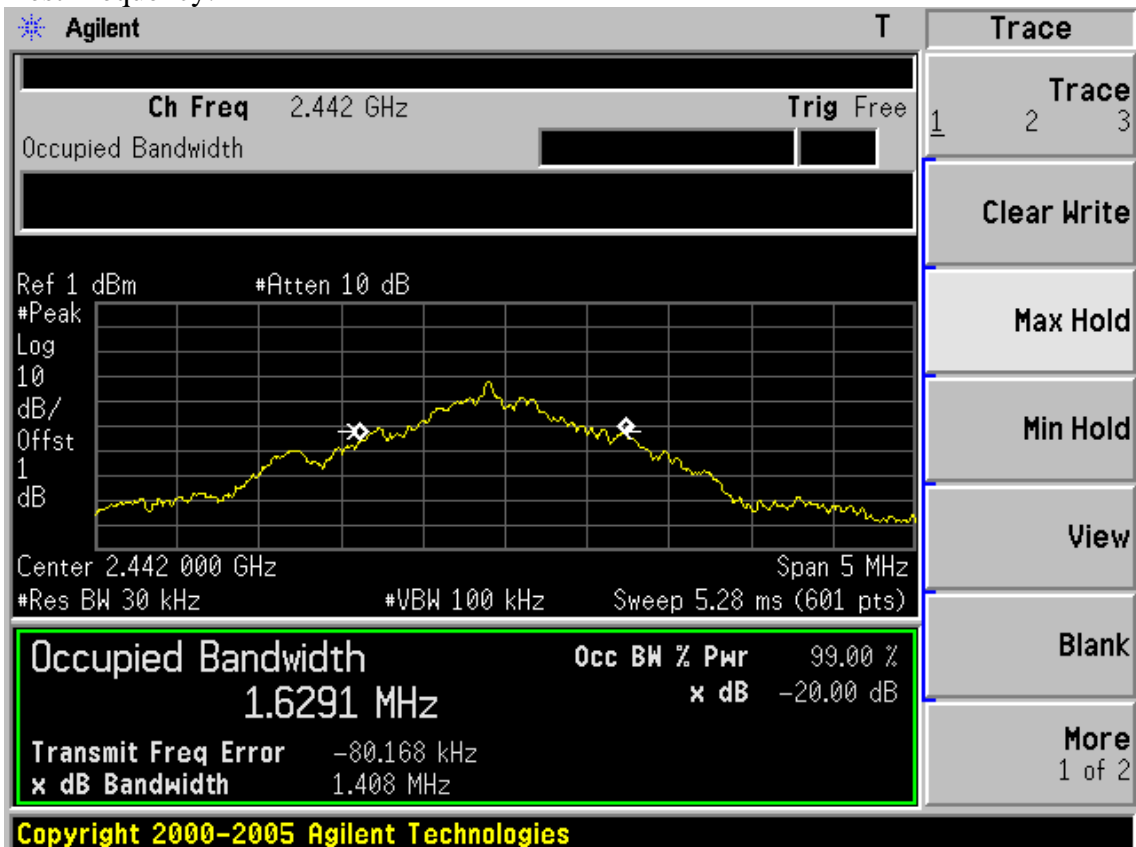 Agilent T Trace
Ch Freq 2.442 GHz Trig Free
Occupied Bandwidth
Trace
1 2 3
Clear Write
Ref 1 dBm #Atten 10 dB
#Peak
Log
10
dB/
Offst
1
dB
Max Hold
Min Hold
View
Center 2.442 000 GHz Span 5 MHz
#Res BW 30 kHz #VBW 100 kHz Sweep 5.28 ms (601 pts)
Occupied Bandwidth Occ BW % Pwr 99.00 %
1.6291 MHz x dB -20.00 dB
Transmit Freq Error -80.168 kHz
x dB Bandwidth 1.408 MHz
Blank
More
1 of 2
Copyright 2000-2005 Agilent Technologies